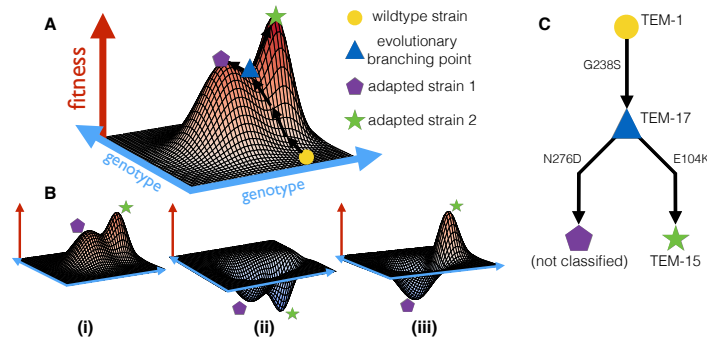 A
fitness
genotype
genotype
wildtype strain
evolutionary
branching point
adapted strain 1
adapted strain 2
B
(i)
(ii)
(iii)
C
TEM-1
G238S
TEM-17
N276D
E104K
(not classified)
TEM-15